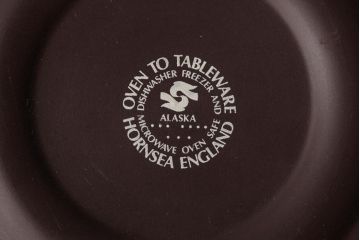 OVEN TO TABLEWARE
DISHWASHER FREEZER AND
ALASKA
MICROWAVE OVEN SAFE
HORNSEA ENGLAND